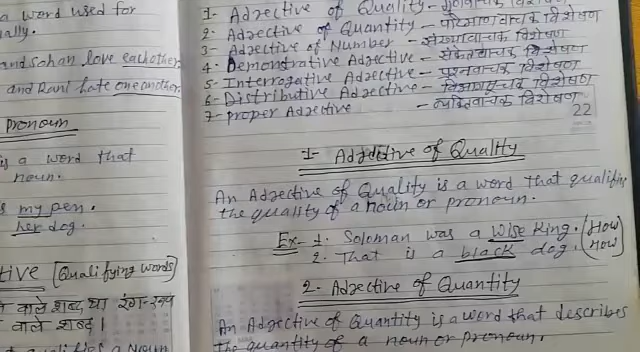 a word used for
ally.
and Sohan love eachother
and Rani hate one another
Pronoun
is a word that
noun.
s my pen.
her dog.
tive [Qualifying words]
वाले शब्द या रंग-रूप
वाले शब्द।
1- Adjective of Quality -
2- Adjective of Quantity - परिमाणवाचक विशेषण
3- Adjective of Number - संख्यावाचक विशेषण
4- Demonstrative Adjective - संकेतवाचक विशेषण
5- Interrogative Adjective - प्रश्नवाचक विशेषण
6- Distributive Adjective - विशेषण
7- proper Adjective - व्यक्तिवाचक विशेषण
22
1- Adjective of Quality
An Adjective of Quality is a word that qualifies
the quality of a noun or pronoun.
Ex- 1. Soloman was a wise King. (How)
2. That is a black dog. (How)
2- Adjective of Quantity
An Adjective of Quantity is a word that describes
the quantity of a noun or pronoun.